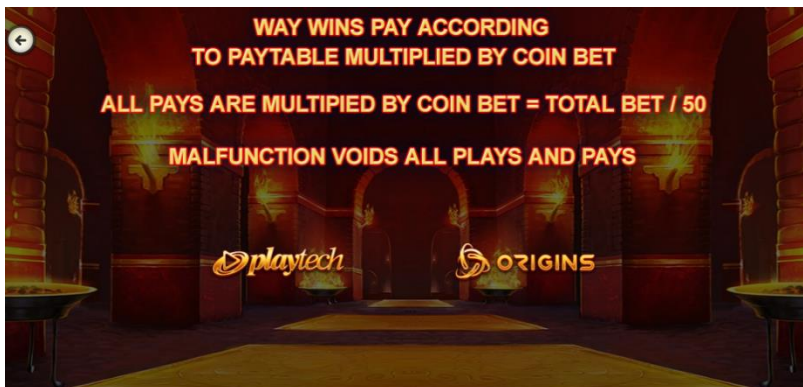 WAY WINS PAY ACCORDING
TO PAYTABLE MULTIPLIED BY COIN BET
ALL PAYS ARE MULTIPIED BY COIN BET = TOTAL BET / 50
MALFUNCTION VOIDS ALL PLAYS AND PAYS
playtech ORIGINS